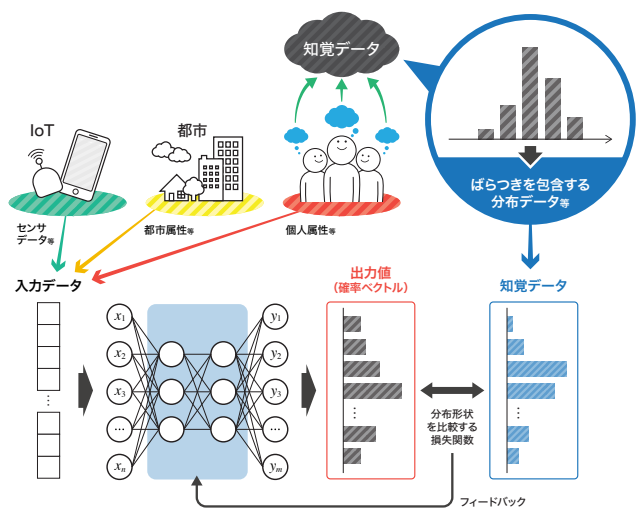 知覚データ
IoT
都市
ばらつきを包含する
分布データ等
センサ
データ等
都市属性等
個人属性等
入力データ
出力値
(確率ベクトル)
知覚データ
x1
x2
x3
...
xn
y1
y2
y3
...
ym
⋮
⋮
⋮
分布形状
を比較する
損失関数
フィードバック